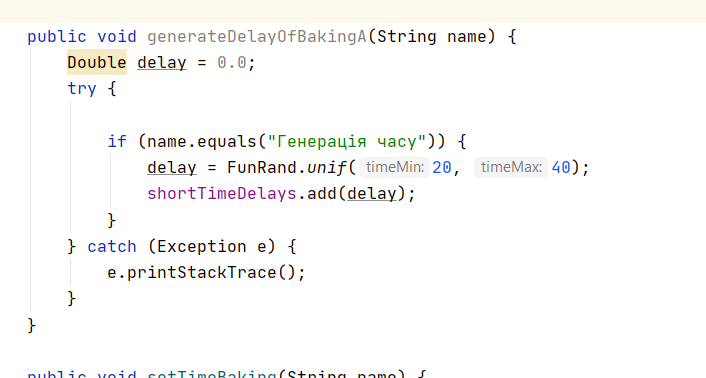 public void generateDelayOfBakingA(String name) {
Double delay = 0.0;
try {
if (name.equals("Генерація часу")) {
delay = FunRand.unif( timeMin: 20, timeMax: 40);
shortTimeDelays.add(delay);
}
} catch (Exception e) {
e.printStackTrace();
}
}
public void setTimeBaking(String name) {